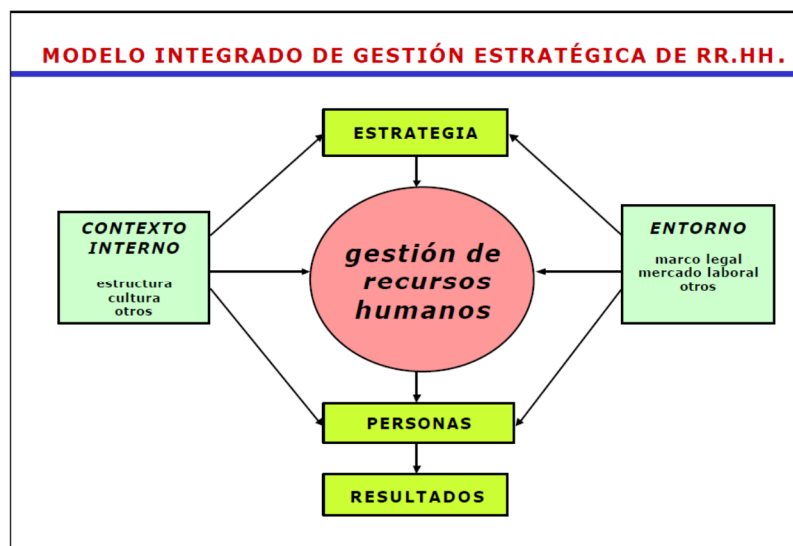 MODELO INTEGRADO DE GESTIÓN ESTRATÉGICA DE RR.HH.
ESTRATEGIA
CONTEXTO
INTERNO
estructura
cultura
otros
gestión de
recursos
humanos
ENTORNO
marco legal
mercado laboral
otros
PERSONAS
RESULTADOS